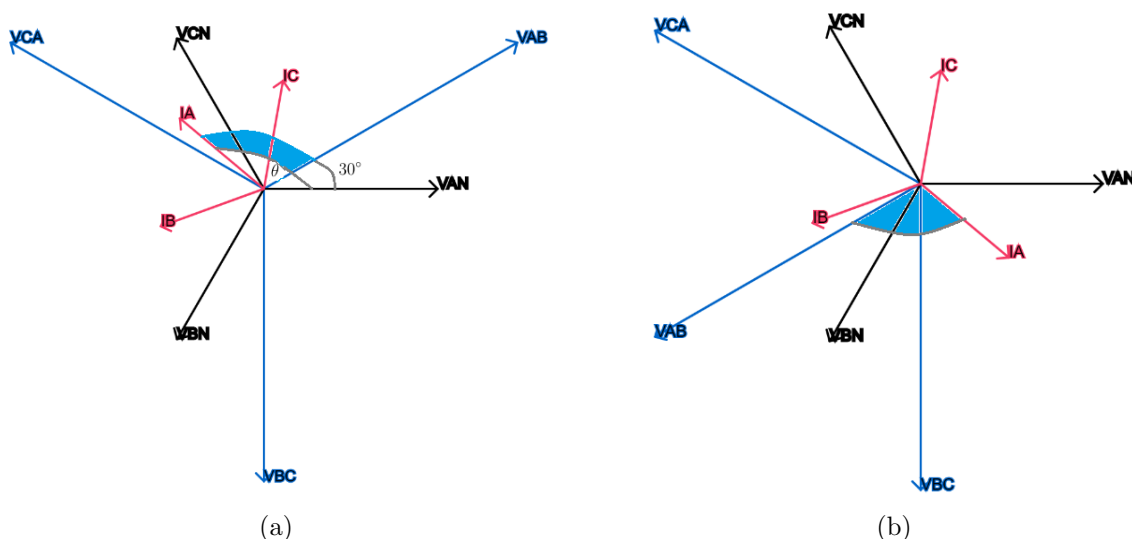 VCA VCN VAB
IC
IA
θ 30°
VAN
IB
VBN
VBC
(a)
VCA VCN
IC
VAN
IB
IA
VAB VBN
VBC
(b)